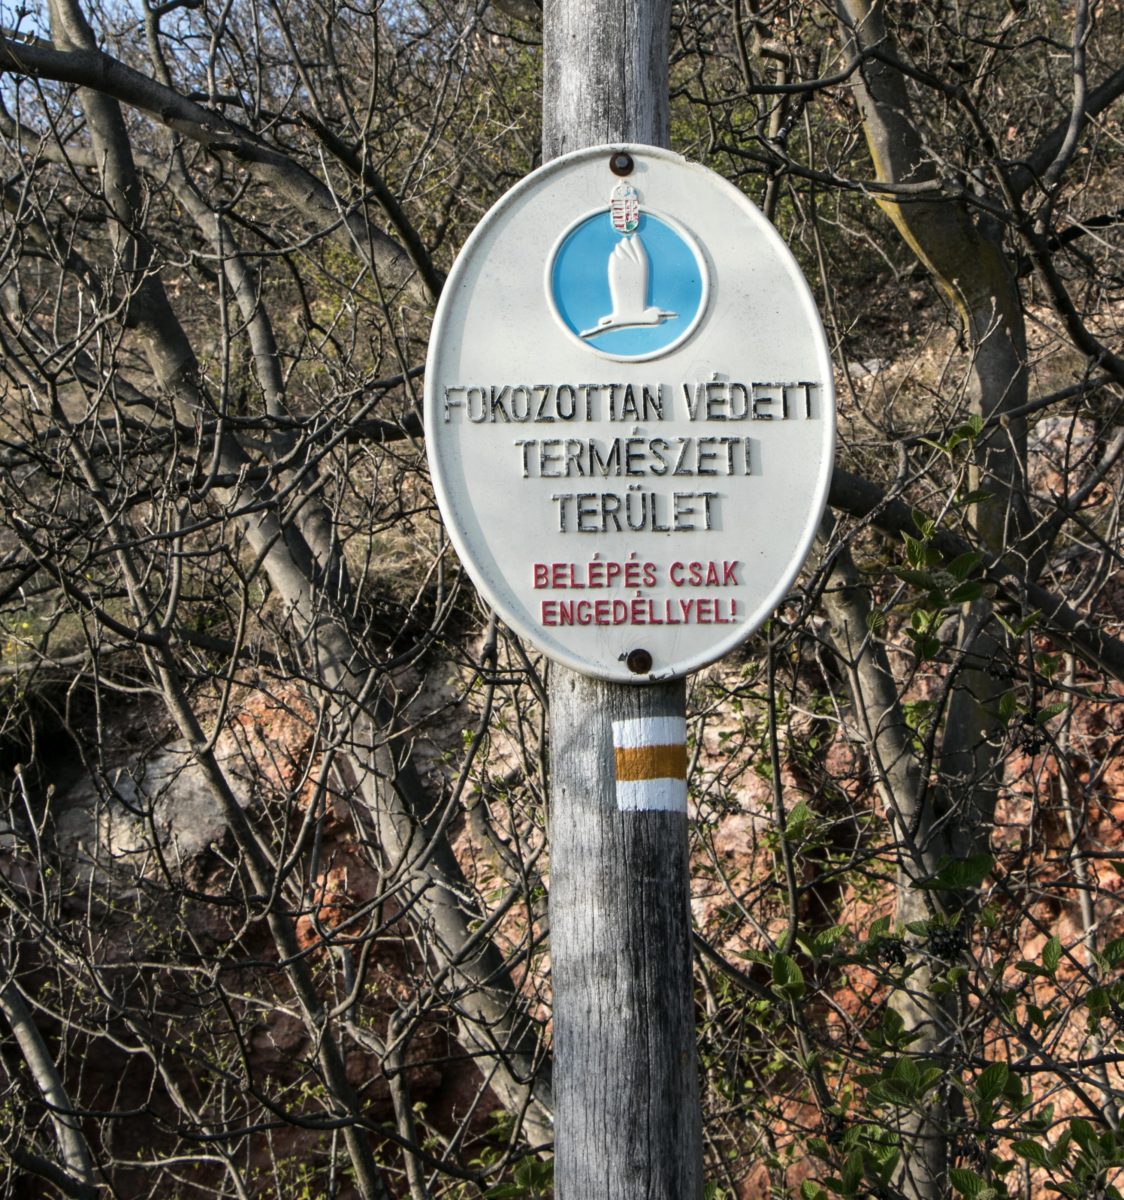 FOKOZOTTAN VÉDETT
TERMÉSZETI
TERÜLET
BELÉPÉS CSAK
ENGEDÉLLYEL!